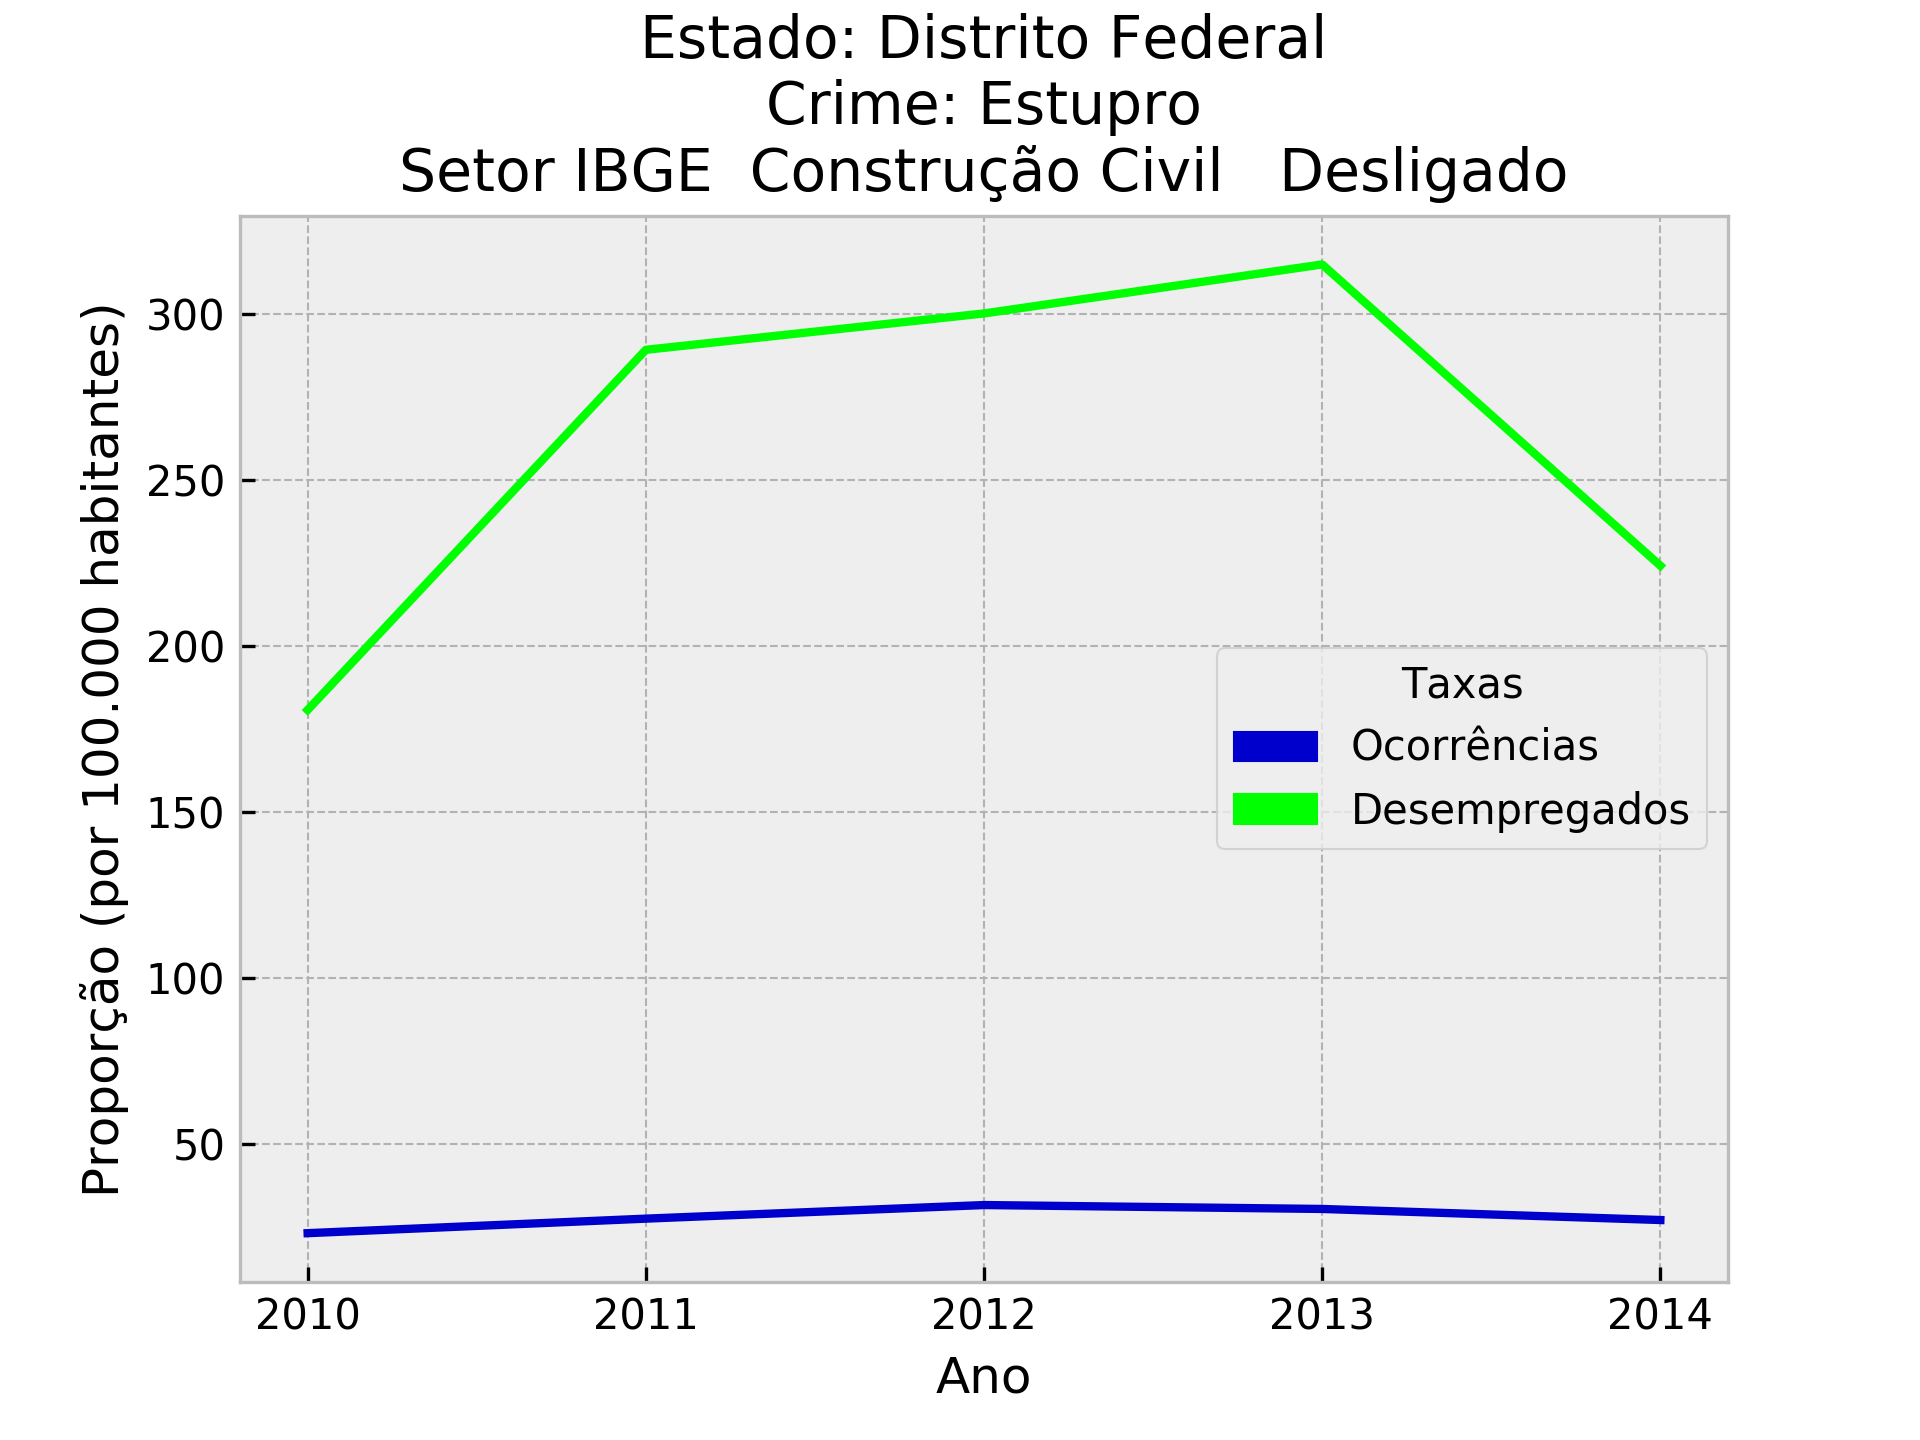 Estado: Distrito Federal
Crime: Estupro
Setor IBGE  Construção Civil   Desligado
Proporção (por 100.000 habitantes)
300
250
200
150
100
50
Taxas
Ocorrências
Desempregados
2010 2011 2012 2013 2014
Ano